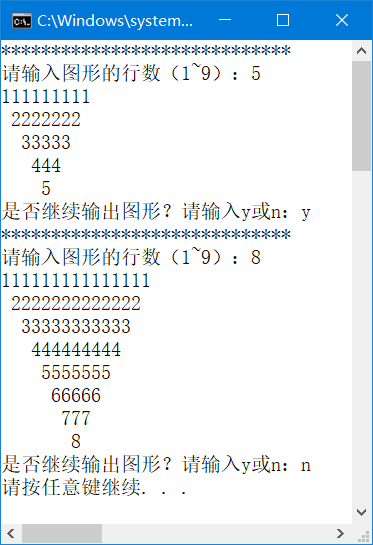 C:\Windows\system...
*****************************
请输入图形的行数（1~9）：5
111111111
 2222222
  33333
   444
    5
是否继续输出图形？请输入y或n：y
*****************************
请输入图形的行数（1~9）：8
111111111111111
 2222222222222
  33333333333
   444444444
    5555555
     66666
      777
       8
是否继续输出图形？请输入y或n：n
请按任意键继续. . .